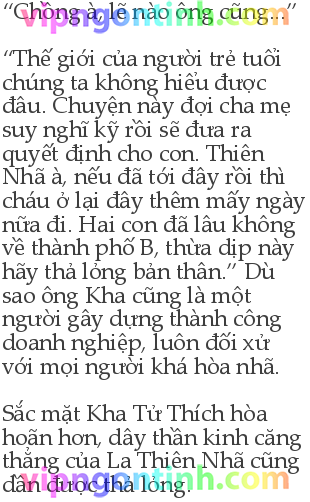 “Chồng à, lẽ nào ông cũng...”
“Thế giới của người trẻ tuổi
chúng ta không hiểu được
đâu. Chuyện này đợi cha mẹ
suy nghĩ kỹ rồi sẽ đưa ra
quyết định cho con. Thiên
Nhã à, nếu đã tới đây rồi thì
cháu ở lại đây thêm mấy ngày
nữa đi. Hai con đã lâu không
về thành phố B, thừa dịp này
hãy thả lỏng bản thân.” Dù
sao ông Kha cũng là một
người gây dựng thành công
doanh nghiệp, luôn đối xử
với mọi người khá hòa nhã.
Sắc mặt Kha Tử Thích hòa
hoãn hơn, dây thần kinh căng
thẳng của La Thiên Nhã cũng
dần được thả lỏng.
vipngontinh.com
vipngontinh.com